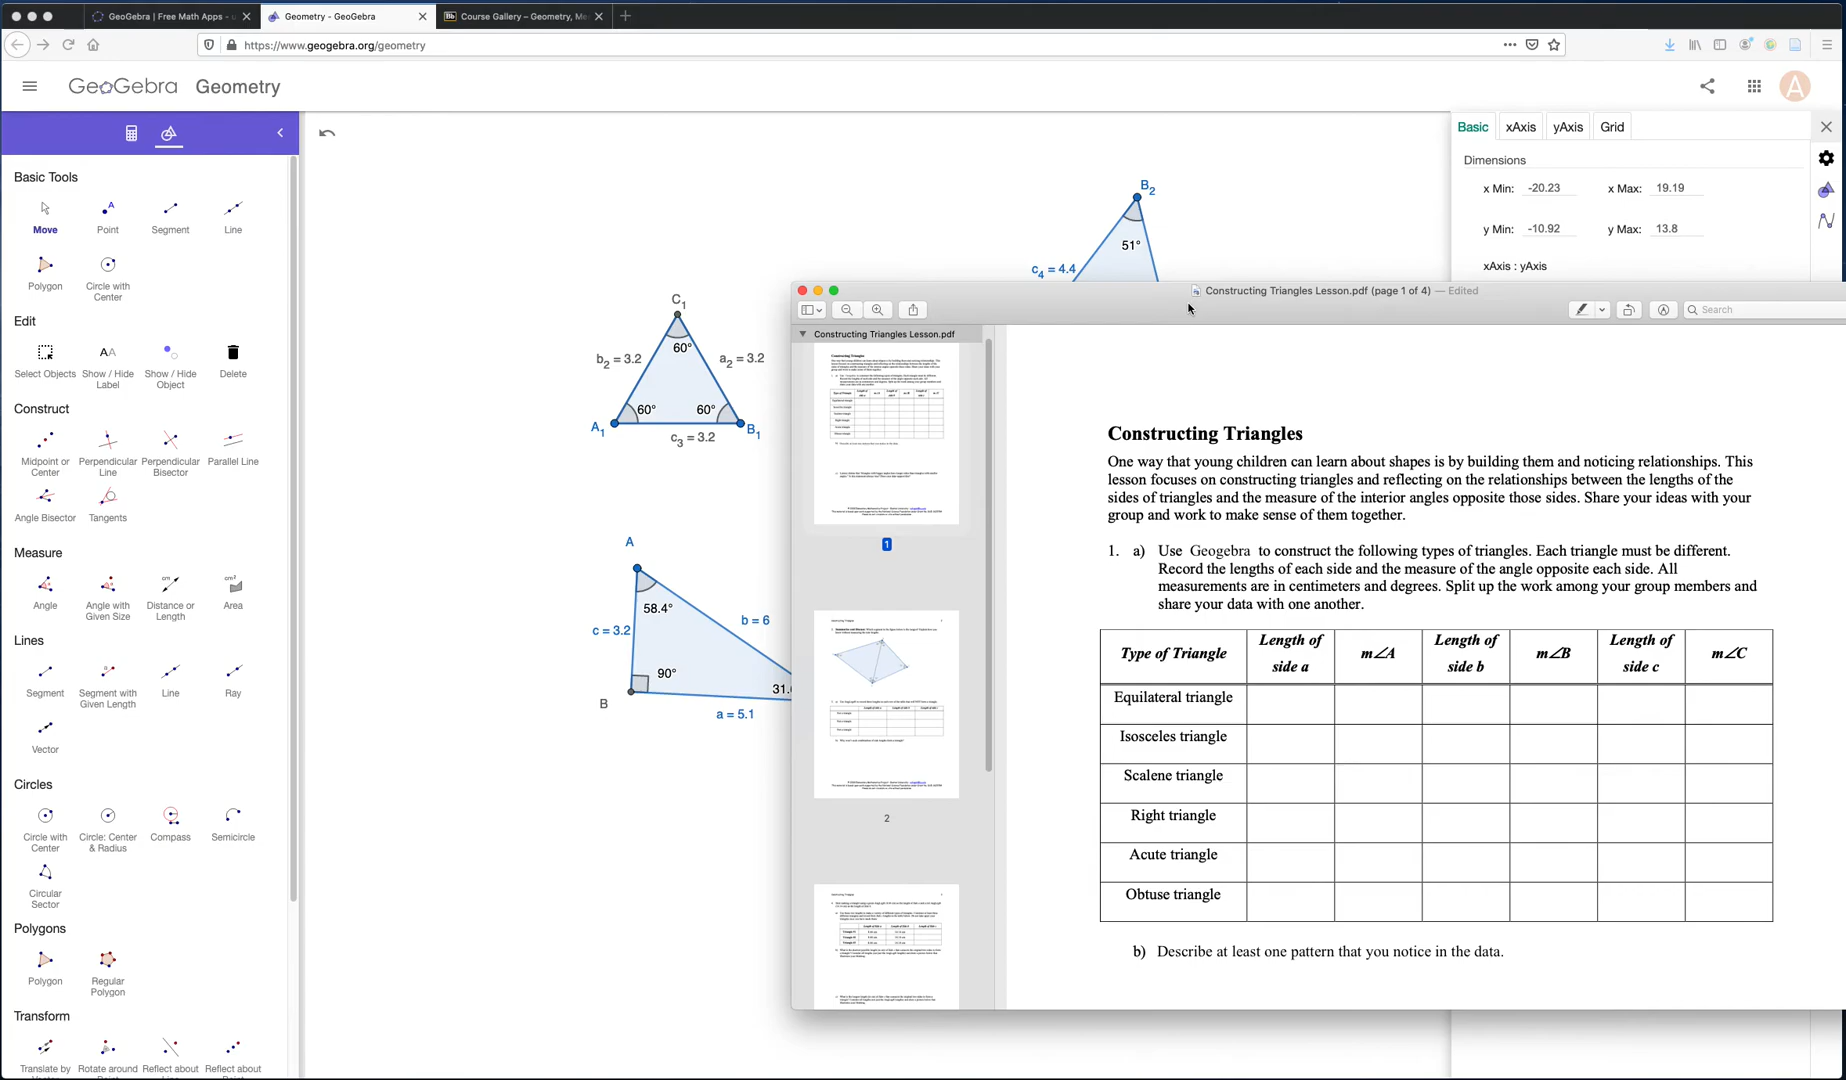 GeoGebra | Free Math Apps - u
Geometry - GeoGebra
Bb Course Gallery – Geometry, Me
https://www.geogebra.org/geometry
GeoGebra Geometry
A
Basic Tools
Move
Point
Segment
Line
Polygon
Circle with Center
Edit
Select Objects
AA
Show / Hide Label
Show / Hide Object
Delete
Construct
Midpoint or Center
Perpendicular Line
Perpendicular Bisector
Parallel Line
Angle Bisector
Tangents
Measure
Angle
Angle with Given Size
cm
Distance or Length
cm²
Area
Lines
Segment
Segment with Given Length
Line
Ray
Vector
Circles
Circle with Center
Circle: Center & Radius
Compass
Semicircle
Circular Sector
Polygons
Polygon
Regular Polygon
Transform
Translate by
Rotate around
Reflect about
Reflect about
C₁
60°
b₂ = 3.2
a₂ = 3.2
60°
60°
A₁
B₁
c₃ = 3.2
A
58.4°
c = 3.2
b = 6
90°
31.
B
a = 5.1
B₂
51°
c₄ = 4.4
Basic xAxis yAxis Grid
Dimensions
x Min: -20.23 x Max: 19.19
y Min: -10.92 y Max: 13.8
xAxis : yAxis
Constructing Triangles Lesson.pdf (page 1 of 4) — Edited
Search
Constructing Triangles Lesson.pdf
1
2
Constructing Triangles
One way that young children can learn about shapes is by building them and noticing relationships. This
lesson focuses on constructing triangles and reflecting on the relationships between the lengths of the
sides of triangles and the measure of the interior angles opposite those sides. Share your ideas with your
group and work to make sense of them together.
1. a) Use Geogebra to construct the following types of triangles. Each triangle must be different.
Record the lengths of each side and the measure of the angle opposite each side. All
measurements are in centimeters and degrees. Split up the work among your group members and
share your data with one another.
Type of Triangle | Length of side a | m∠A | Length of side b | m∠B | Length of side c | m∠C
Equilateral triangle
Isosceles triangle
Scalene triangle
Right triangle
Acute triangle
Obtuse triangle
b) Describe at least one pattern that you notice in the data.